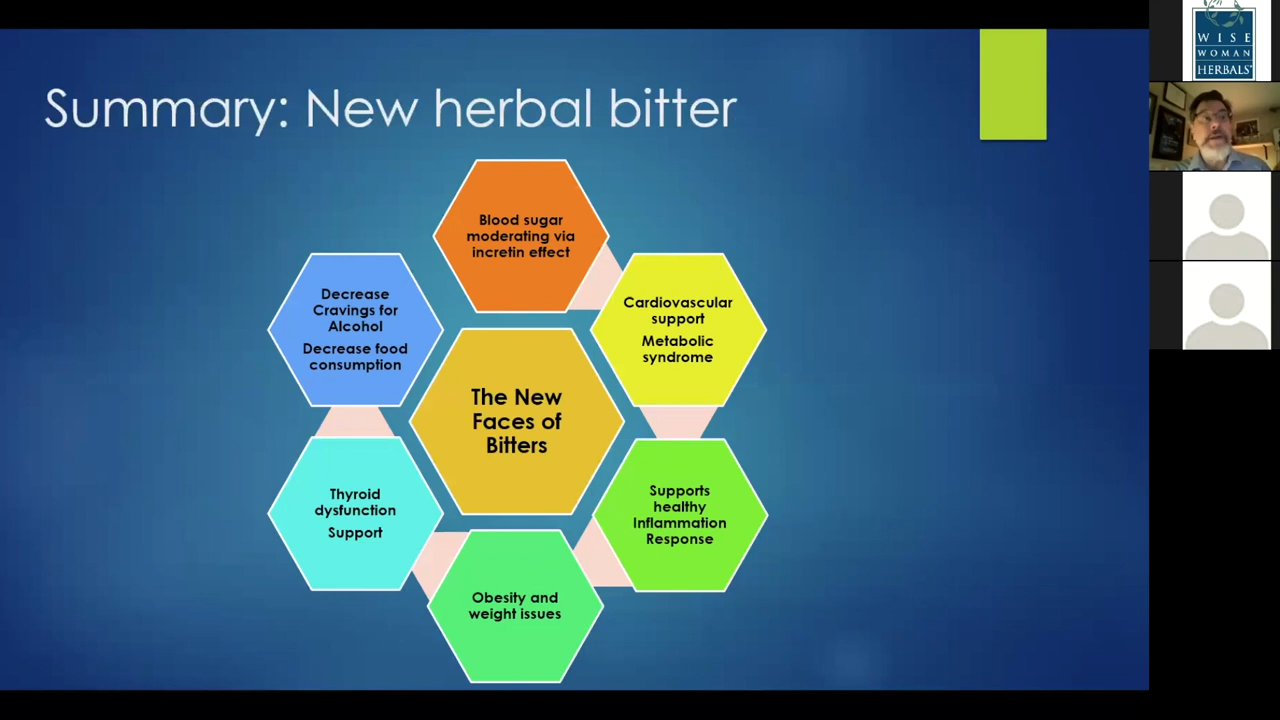 Summary: New herbal bitter
Blood sugar
moderating via
incretin effect
Cardiovascular
support
Metabolic
syndrome
Supports
healthy
Inflammation
Response
Obesity and
weight issues
Thyroid
dysfunction
Support
Decrease
Cravings for
Alcohol
Decrease food
consumption
The New
Faces of
Bitters
WISE
WOMAN
HERBALS®